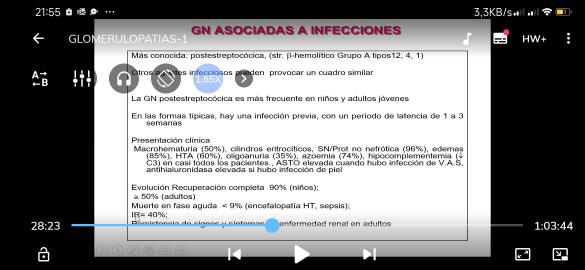 21:55
3,3KB/s
GN ASOCIADAS A INFECCIONES
GLOMERULOPATIAS-1
HW+
Más conocida: postestreptocócica, (str. β-hemolítico Grupo A tipos12, 4, 1)
A
B
1,65X
Otros agentes infecciosos pueden provocar un cuadro similar
La GN postestreptocócica es más frecuente en niños y adultos jóvenes
En las formas típicas, hay una infección previa, con un período de latencia de 1 a 3
semanas
Presentación clínica
Macrohematuria (50%), cilindros eritrocíticos, SN/Prot no nefrótica (96%), edemas
(85%), HTA (60%), oligoanuria (35%), azoemia (74%), hipocomplementemia (↓
C3) en casi todos los pacientes., ASTO elevada cuando hubo infección de V.A.S,
antihialuronidasa elevada si hubo infección de piel
Evolución Recuperación completa 90% (niños);
≅ 50% (adultos)
Muerte en fase aguda < 9% (encefalopatía HT, sepsis);
IR= 40%;
28:23
Persistencia de signos y síntomas enfermedad renal en adultos
1:03:44